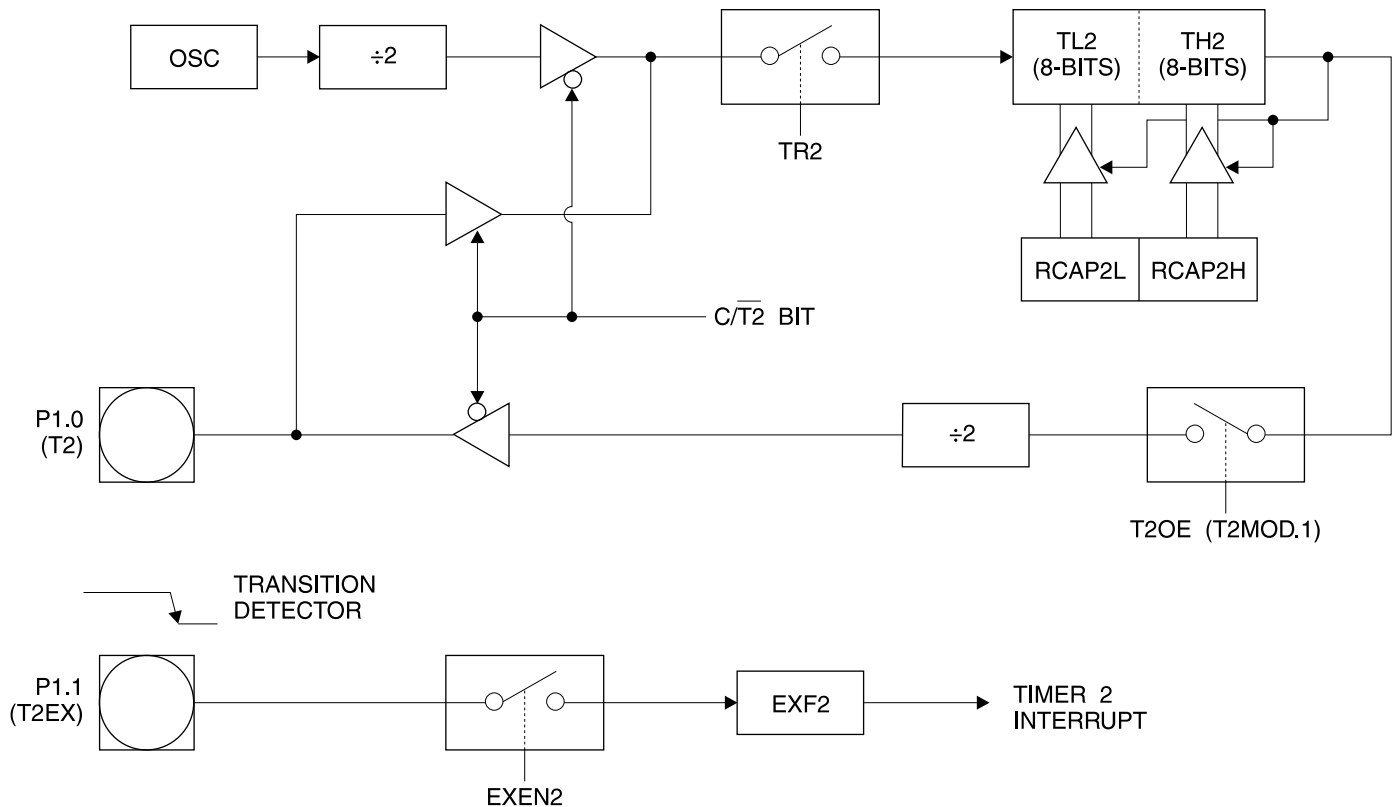 OSC
÷2
TL2
(8-BITS)
TH2
(8-BITS)
TR2
RCAP2L
RCAP2H
C/T̅2̅ BIT
P1.0
(T2)
÷2
T2OE (T2MOD.1)
TRANSITION
DETECTOR
P1.1
(T2EX)
EXF2
TIMER 2
INTERRUPT
EXEN2